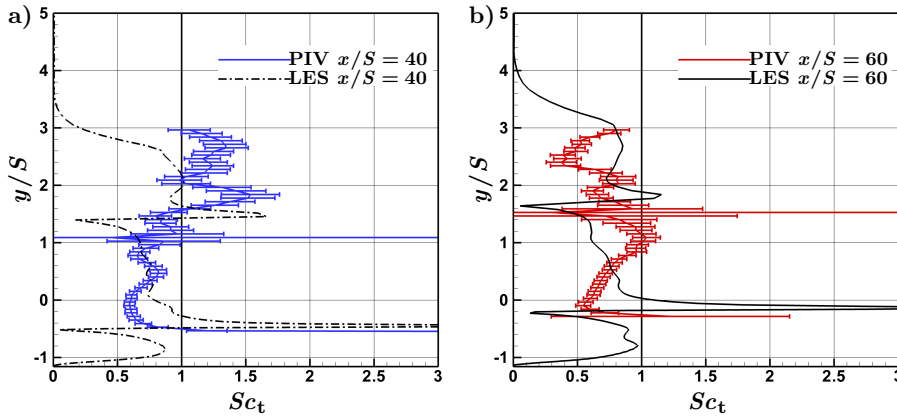 a)
5
4
3
2
1
0
-1
y/S
PIV x/S = 40
LES x/S = 40
0 0.5 1 1.5 2 2.5 3
Sc_t
b)
5
4
3
2
1
0
-1
y/S
PIV x/S = 60
LES x/S = 60
0 0.5 1 1.5 2 2.5 3
Sc_t